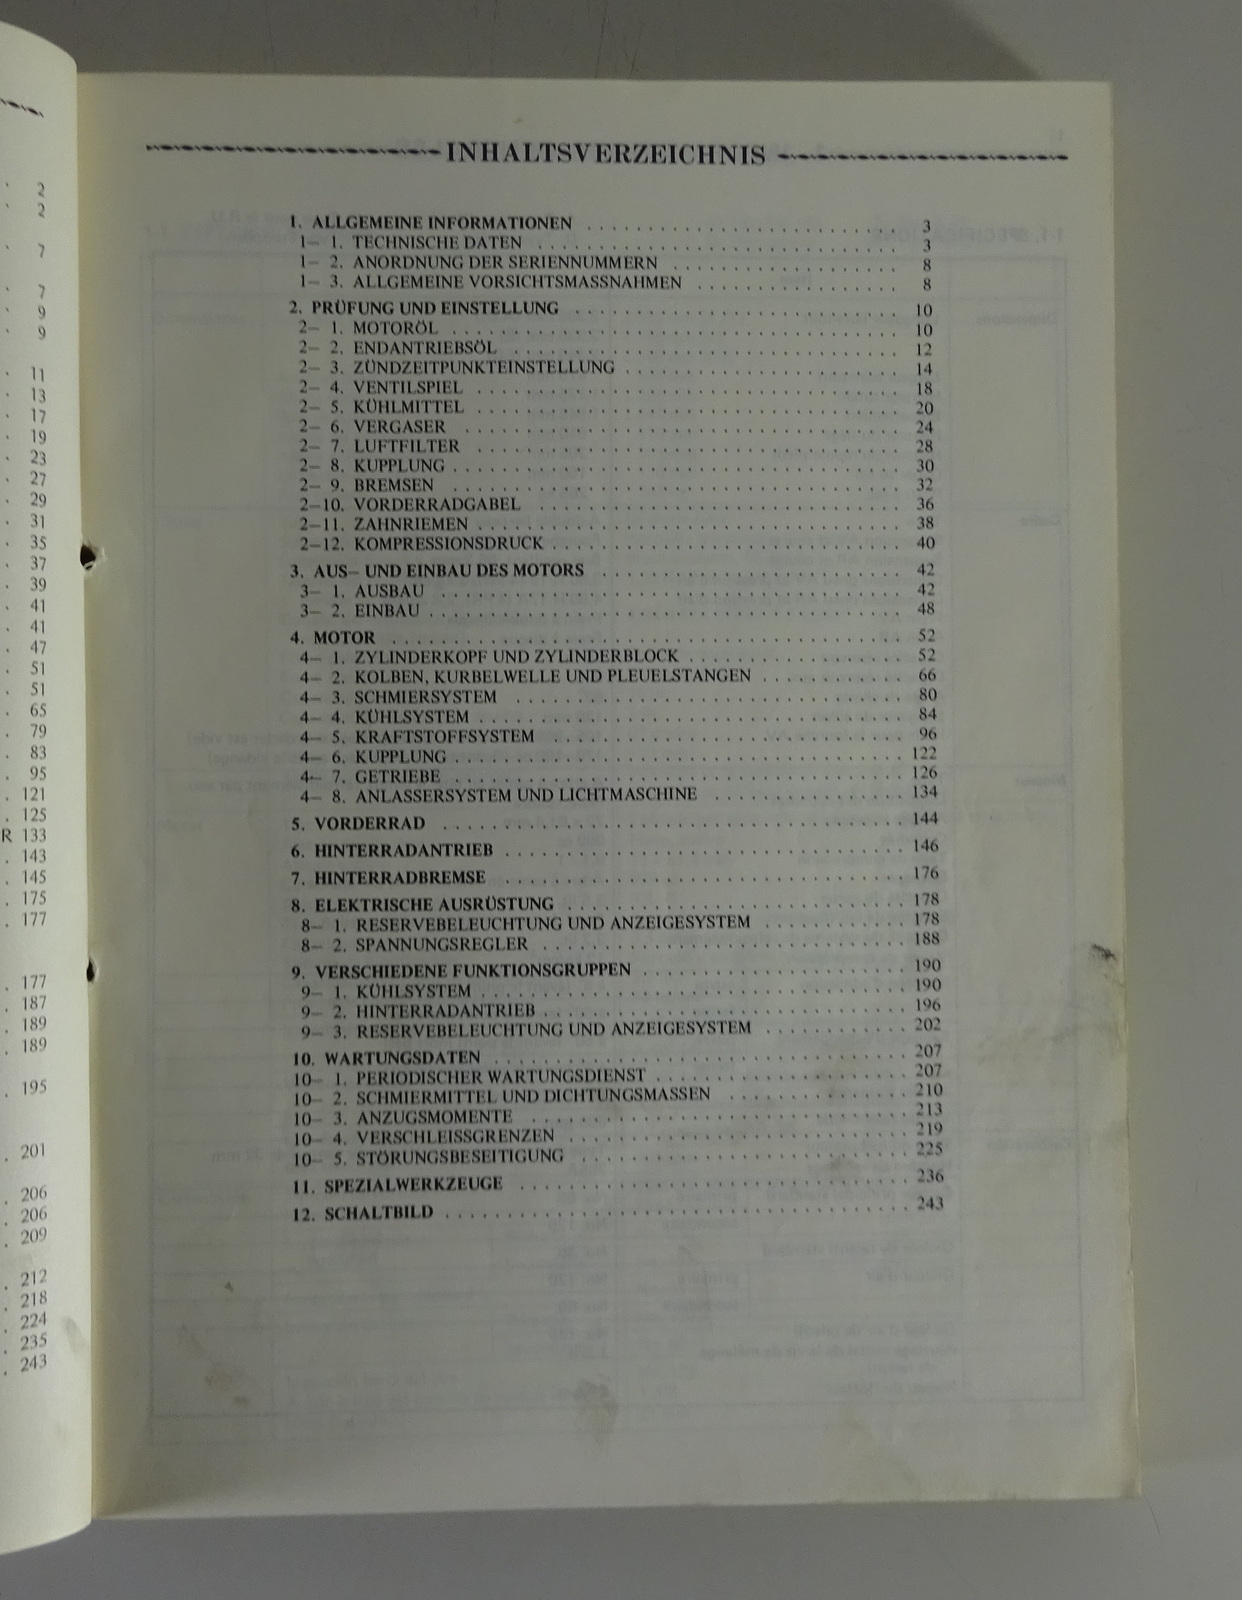 2
2
7
7
9
9
11
13
17
19
23
27
29
31
35
37
39
41
41
47
51
51
65
79
83
95
121
125
R 133
143
145
175
177
177
187
189
189
195
201
206
206
209
212
218
224
235
243
INHALTSVERZEICHNIS
1. ALLGEMEINE INFORMATIONEN 3
1– 1. TECHNISCHE DATEN 3
1– 2. ANORDNUNG DER SERIENNUMMERN 8
1– 3. ALLGEMEINE VORSICHTSMASSNAHMEN 8
2. PRÜFUNG UND EINSTELLUNG 10
2– 1. MOTORÖL 10
2– 2. ENDANTRIEBSÖL 12
2– 3. ZÜNDZEITPUNKTEINSTELLUNG 14
2– 4. VENTILSPIEL 18
2– 5. KÜHLMITTEL 20
2– 6. VERGASER 24
2– 7. LUFTFILTER 28
2– 8. KUPPLUNG 30
2– 9. BREMSEN 32
2–10. VORDERRADGABEL 36
2–11. ZAHNRIEMEN 38
2–12. KOMPRESSIONSDRUCK 40
3. AUS– UND EINBAU DES MOTORS 42
3– 1. AUSBAU 42
3– 2. EINBAU 48
4. MOTOR 52
4– 1. ZYLINDERKOPF UND ZYLINDERBLOCK 52
4– 2. KOLBEN, KURBELWELLE UND PLEUELSTANGEN 66
4– 3. SCHMIERSYSTEM 80
4– 4. KÜHLSYSTEM 84
4– 5. KRAFTSTOFFSYSTEM 96
4– 6. KUPPLUNG 122
4– 7. GETRIEBE 126
4– 8. ANLASSERSYSTEM UND LICHTMASCHINE 134
5. VORDERRAD 144
6. HINTERRADANTRIEB 146
7. HINTERRADBREMSE 176
8. ELEKTRISCHE AUSRÜSTUNG 178
8– 1. RESERVEBELEUCHTUNG UND ANZEIGESYSTEM 178
8– 2. SPANNUNGSREGLER 188
9. VERSCHIEDENE FUNKTIONSGRUPPEN 190
9– 1. KÜHLSYSTEM 190
9– 2. HINTERRADANTRIEB 196
9– 3. RESERVEBELEUCHTUNG UND ANZEIGESYSTEM 202
10. WARTUNGSDATEN 207
10– 1. PERIODISCHER WARTUNGSDIENST 207
10– 2. SCHMIERMITTEL UND DICHTUNGSMASSEN 210
10– 3. ANZUGSMOMENTE 213
10– 4. VERSCHLEISSGRENZEN 219
10– 5. STÖRUNGSBESEITIGUNG 225
11. SPEZIALWERKZEUGE 236
12. SCHALTBILD 243